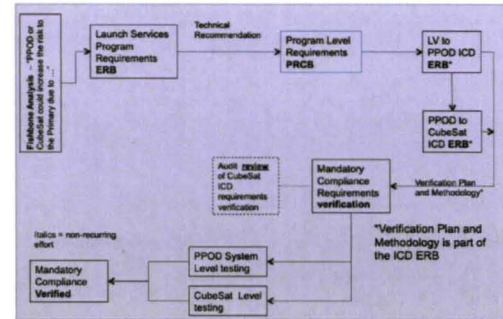 Fishbone Analysis – "PPOD or
CubeSat could increase the risk to
the Primary due to ..."
Launch Services
Program
Requirements
ERB
Technical
Recommendation
Program Level
Requirements
PRCB
LV to
PPOD ICD
ERB*
PPOD to
CubeSat
ICD ERB*
Audit review
of CubeSat
ICD
requirements
verification
Mandatory
Compliance
Requirements
verification
Verification Plan
and Methodology*
Italics = non-recurring
effort
*Verification Plan and
Methodology is part of
the ICD ERB
Mandatory
Compliance
Verified
PPOD System
Level testing
CubeSat Level
testing